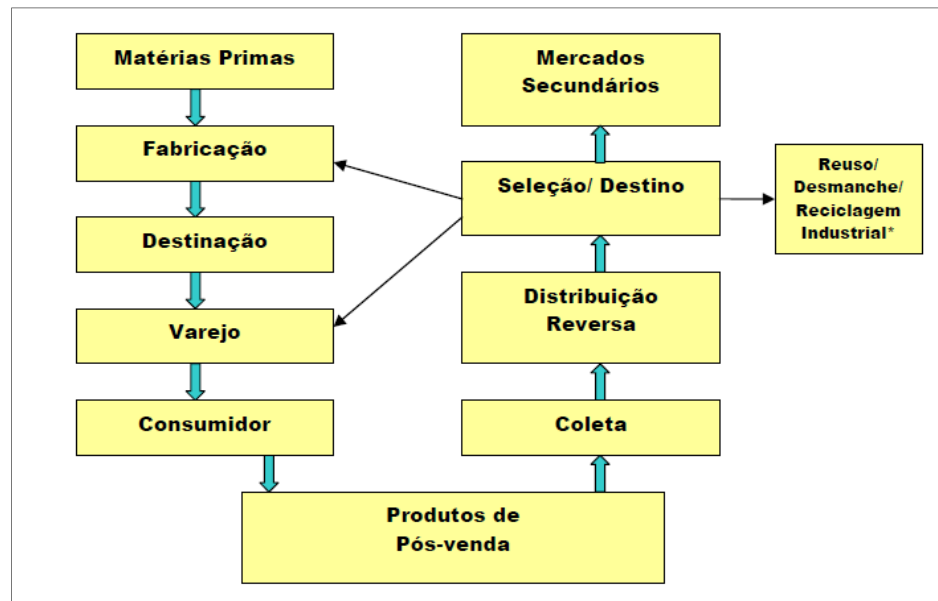 Matérias Primas
Fabricação
Destinação
Varejo
Consumidor
Produtos de
Pós-venda
Coleta
Distribuição
Reversa
Seleção/ Destino
Mercados
Secundários
Reuso/
Desmanche/
Reciclagem
Industrial*